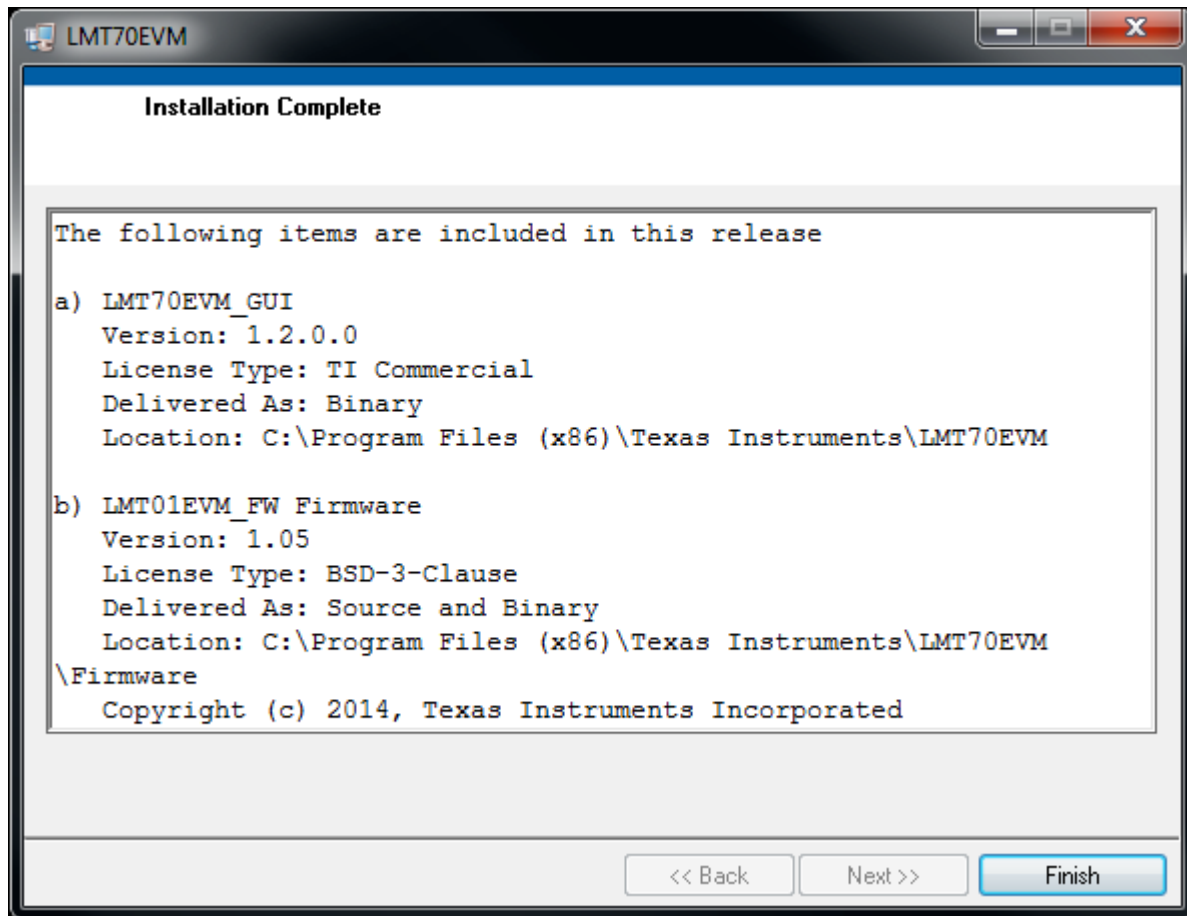 LMT70EVM
Installation Complete
The following items are included in this release
a) LMT70EVM_GUI
Version: 1.2.0.0
License Type: TI Commercial
Delivered As: Binary
Location: C:\Program Files (x86)\Texas Instruments\LMT70EVM
b) LMT01EVM_FW Firmware
Version: 1.05
License Type: BSD-3-Clause
Delivered As: Source and Binary
Location: C:\Program Files (x86)\Texas Instruments\LMT70EVM
\Firmware
Copyright (c) 2014, Texas Instruments Incorporated
<< Back Next >> Finish